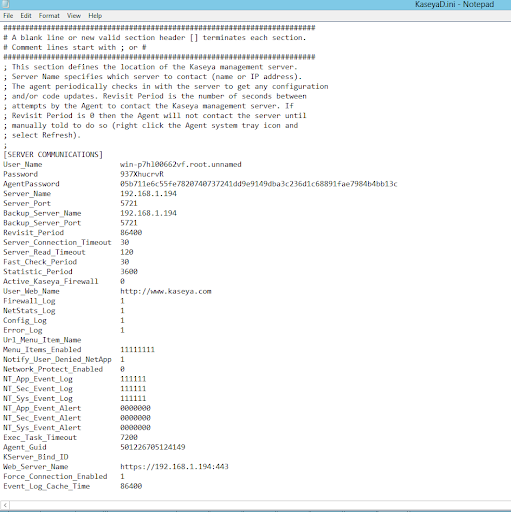 KaseyaD.ini - Notepad
File Edit Format View Help
###########################################################################
# A blank line or new valid section header [] terminates each section.
# Comment lines start with ; or #
###########################################################################
; This section defines the location of the Kaseya management server.
; Server Name specifies which server to contact (name or IP address).
; The agent periodically checks in with the server to get any configuration
; and/or code updates. Revisit Period is the number of seconds between
; attempts by the Agent to contact the Kaseya management server. If
; Revisit Period is 0 then the Agent will not contact the server until
; manually told to do so (right click the Agent system tray icon and
; select Refresh).
;
[SERVER COMMUNICATIONS]
User_Name win-p7hl00662vf.root.unnamed
Password 937XhucrvR
AgentPassword 05b711e6c55fe7820740737241dd9e9149dba3c236d1c68891fae7984b4bb13c
Server_Name 192.168.1.194
Server_Port 5721
Backup_Server_Name 192.168.1.194
Backup_Server_Port 5721
Revisit_Period 86400
Server_Connection_Timeout 30
Server_Read_Timeout 120
Fast_Check_Period 30
Statistic_Period 3600
Active_Kaseya_Firewall 0
User_Web_Name http://www.kaseya.com
Firewall_Log 1
NetStats_Log 1
Config_Log 1
Error_Log 1
Url_Menu_Item_Name
Menu_Items_Enabled 11111111
Notify_User_Denied_NetApp 1
Network_Protect_Enabled 0
NT_App_Event_Log 111111
NT_Sec_Event_Log 111111
NT_Sys_Event_Log 111111
NT_App_Event_Alert 0000000
NT_Sec_Event_Alert 0000000
NT_Sys_Event_Alert 0000000
Exec_Task_Timeout 7200
Agent_Guid 501226705124149
KServer_Bind_ID
Web_Server_Name https://192.168.1.194:443
Force_Connection_Enabled 1
Event_Log_Cache_Time 86400